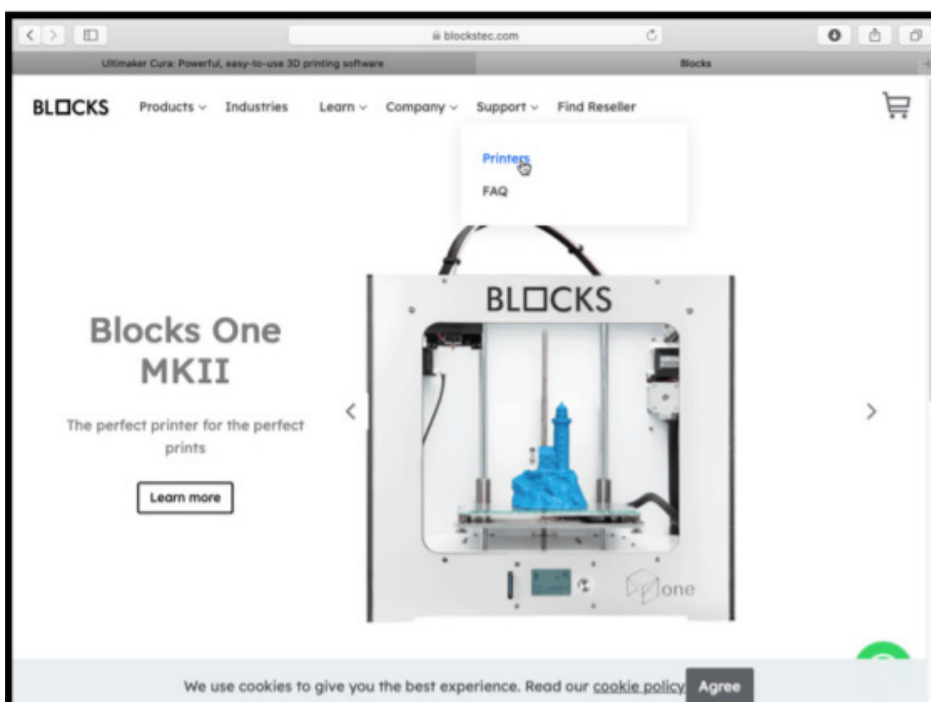 blockstec.com
Ultimaker Cura: Powerful, easy-to-use 3D printing software
Blocks
BLOCKS
Products
Industries
Learn
Company
Support
Find Reseller
Printers
FAQ
BLOCKS
Blocks One
MKII
The perfect printer for the perfect
prints
Learn more
one
We use cookies to give you the best experience. Read our cookie policy
Agree